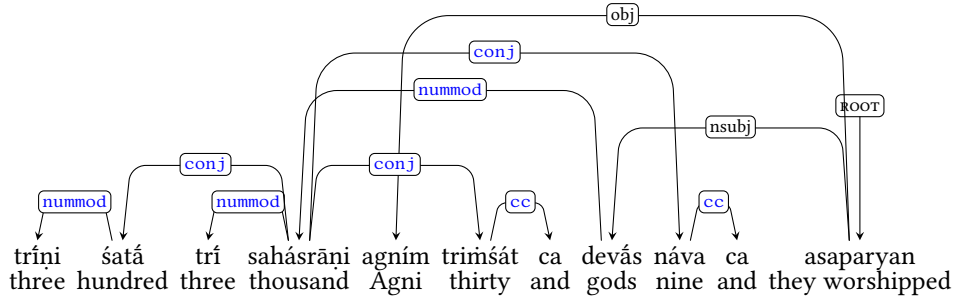 obj
conj
nummod
ROOT
nsubj
conj conj
nummod nummod cc cc
trī́ṇi śatā́ trī́ sahásrāṇi agním triṁśát ca devā́s náva ca asaparyan
three hundred three thousand Agni thirty and gods nine and they worshipped